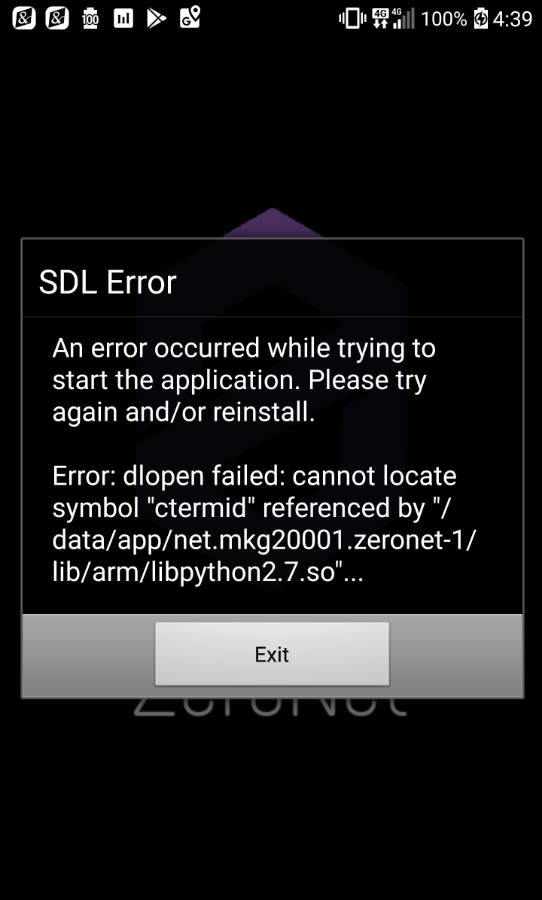 100% 4:39
SDL Error
An error occurred while trying to
start the application. Please try
again and/or reinstall.
Error: dlopen failed: cannot locate
symbol "ctermid" referenced by "/
data/app/net.mkg20001.zeronet-1/
lib/arm/libpython2.7.so"...
Exit
ZeroNet